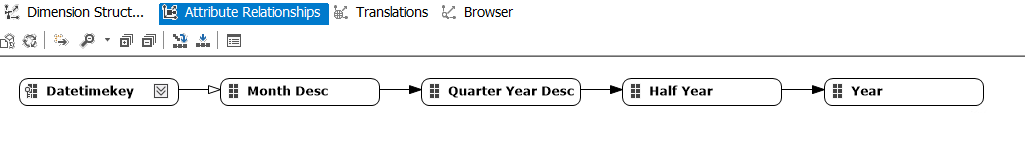 Dimension Struct... Attribute Relationships Translations Browser
Datetimekey Month Desc Quarter Year Desc Half Year Year